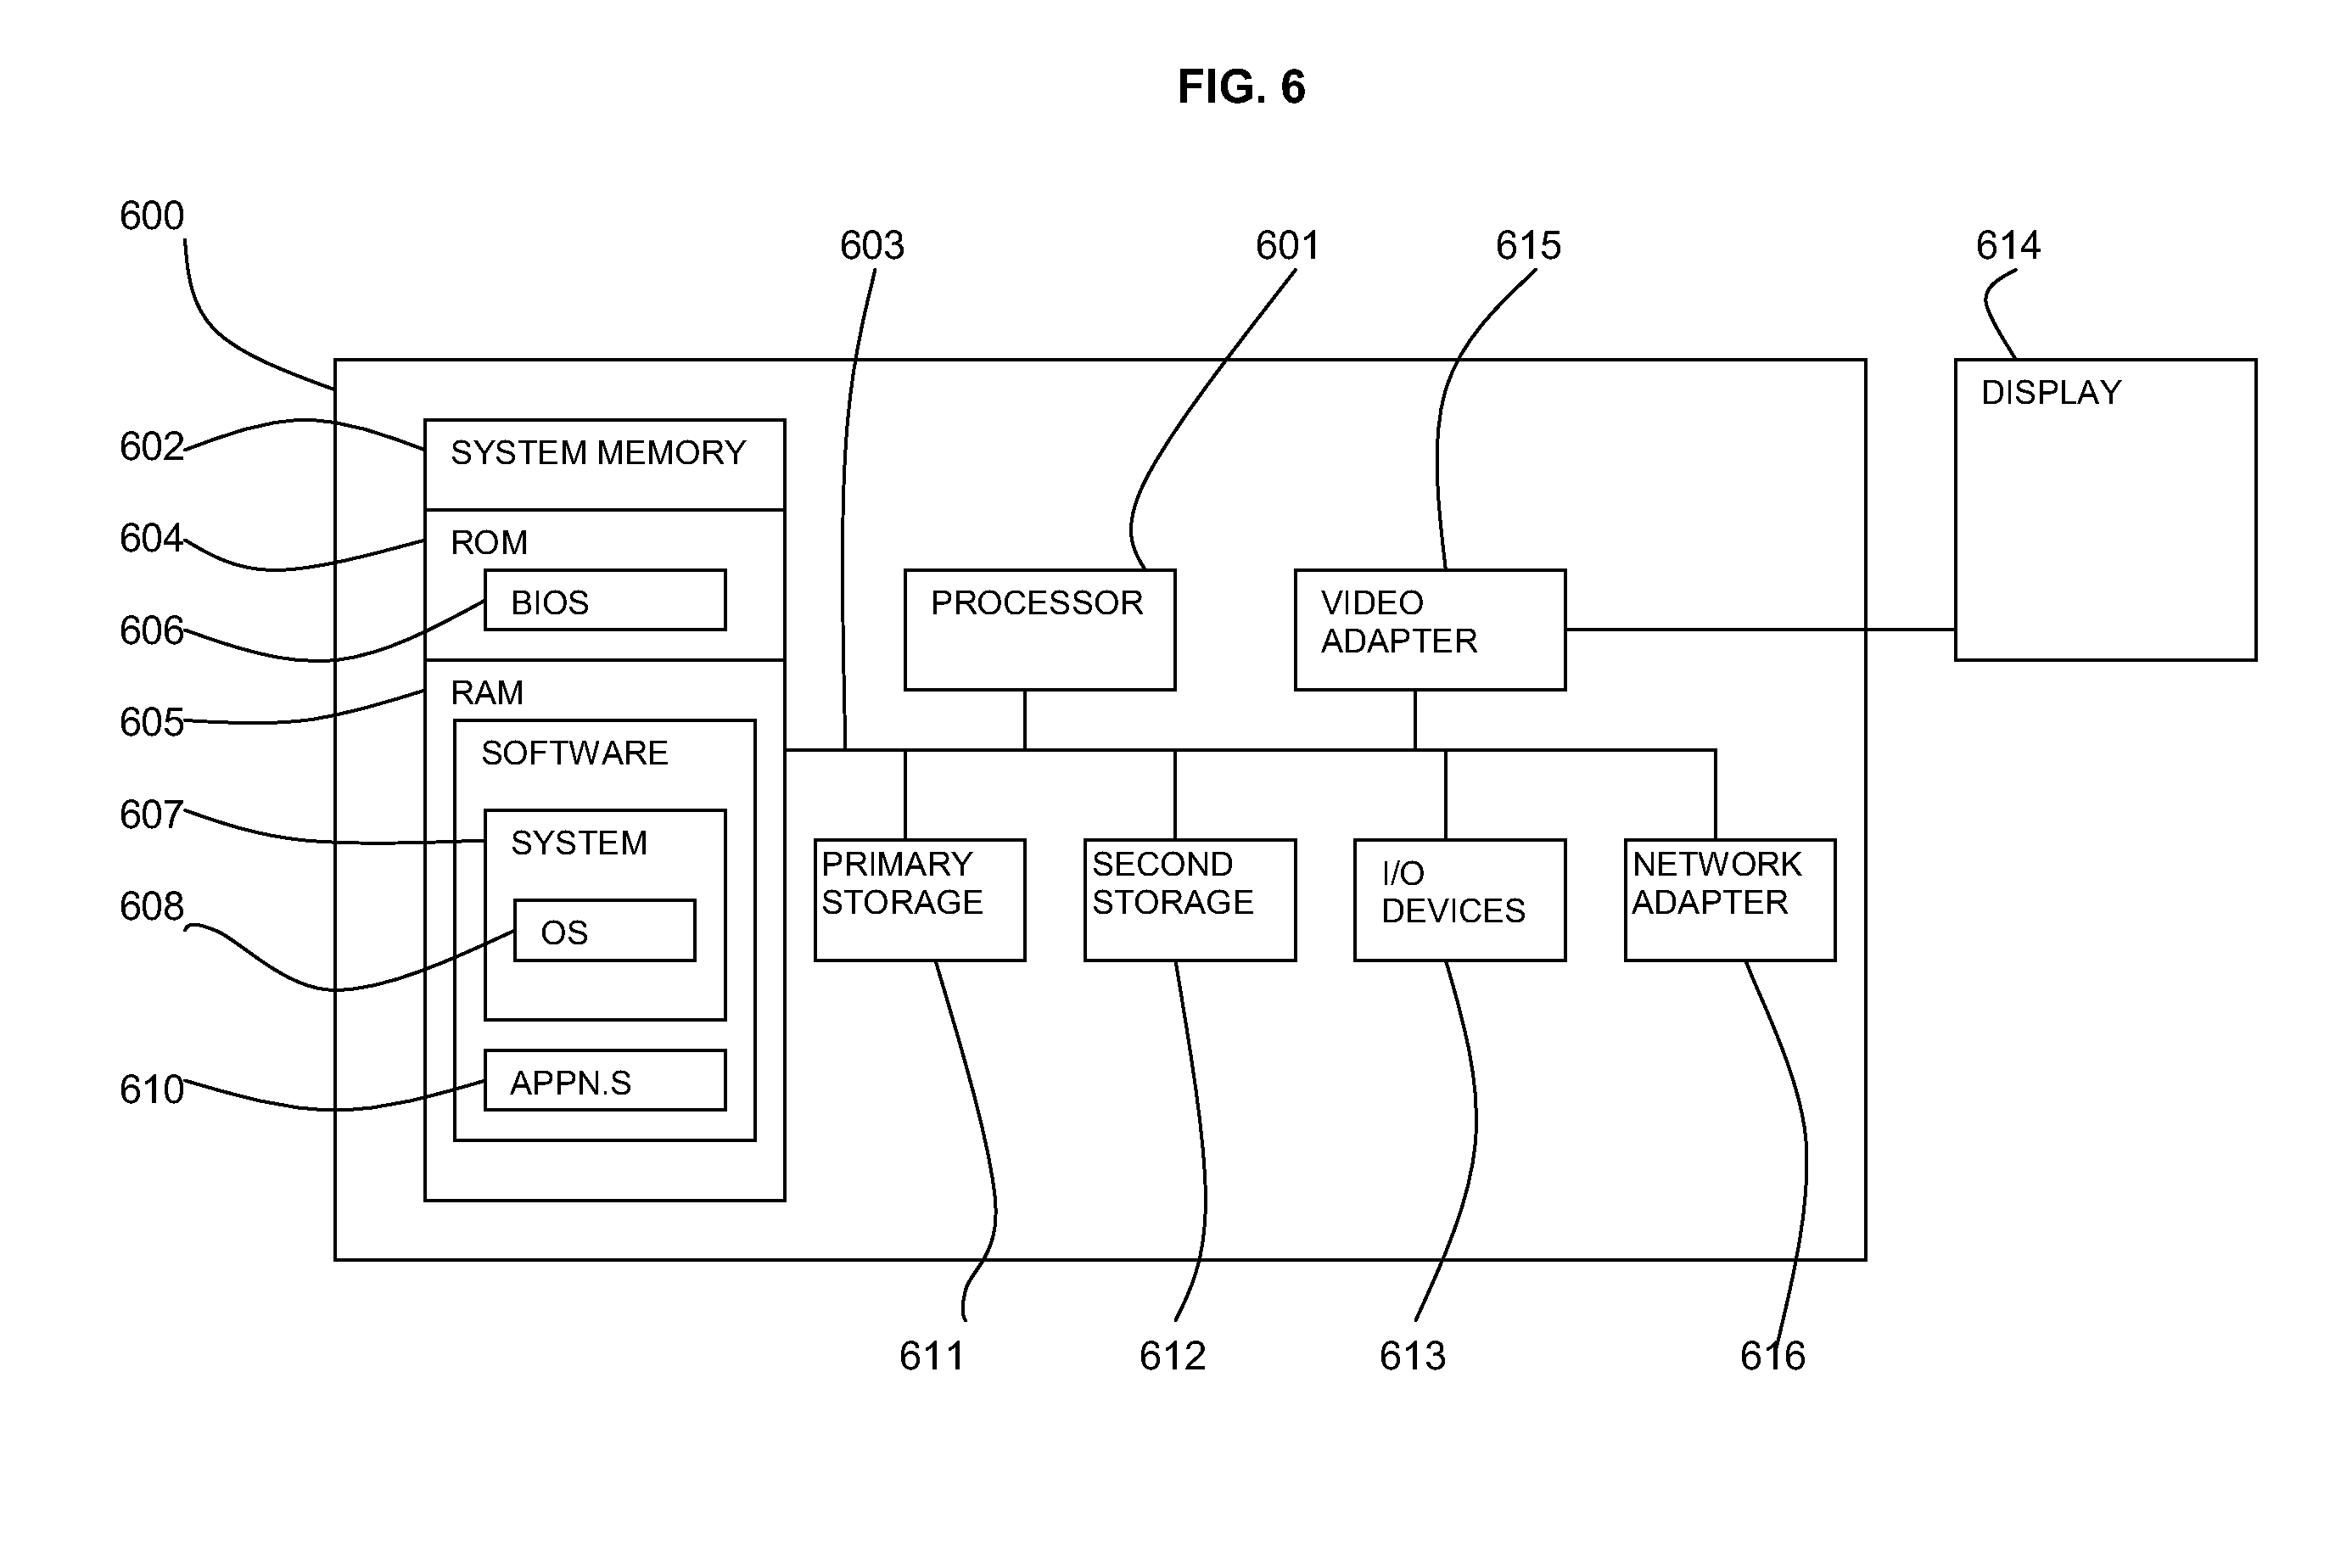 FIG. 6
600
603
601
615
614
DISPLAY
602
SYSTEM MEMORY
604
ROM
606
BIOS
PROCESSOR
VIDEO
ADAPTER
605
RAM
SOFTWARE
607
SYSTEM
608
OS
PRIMARY
STORAGE
SECOND
STORAGE
I/O
DEVICES
NETWORK
ADAPTER
610
APPN.S
611
612
613
616